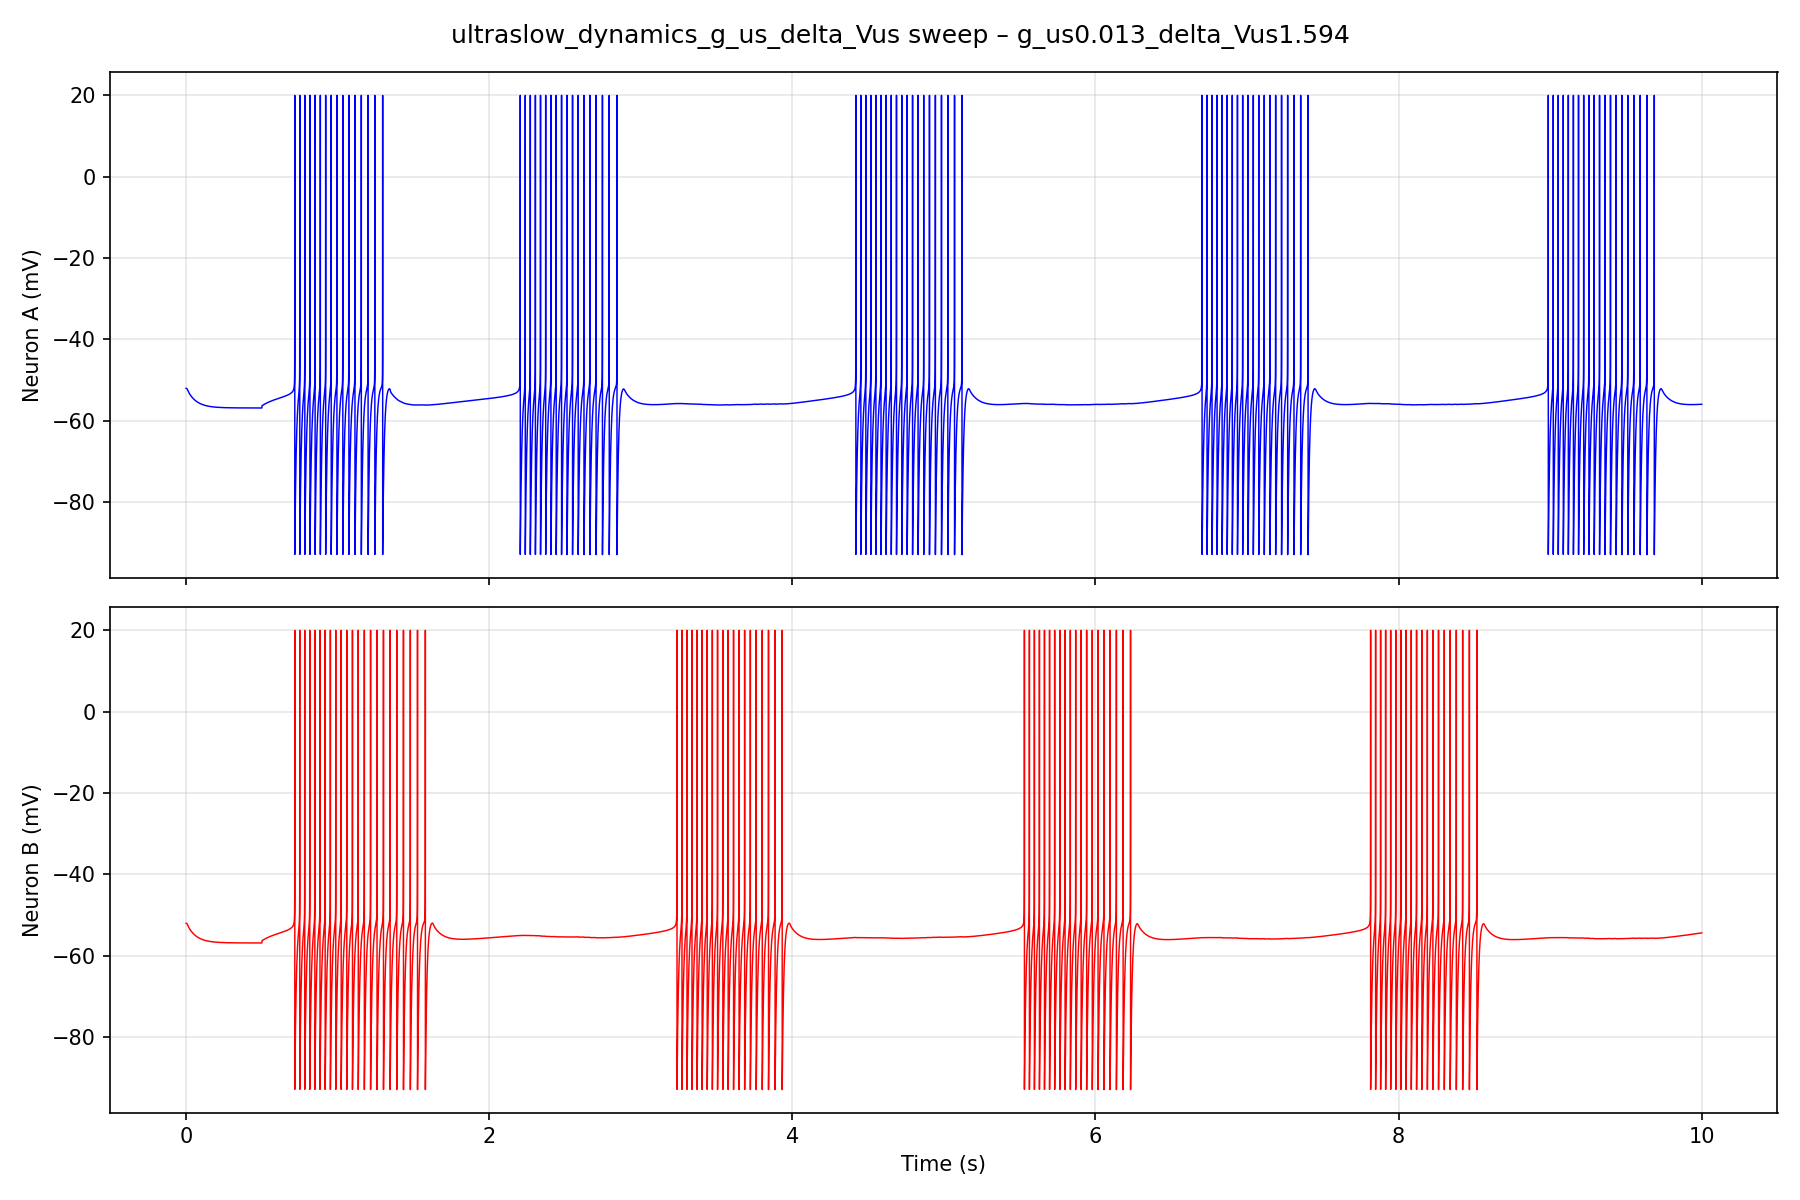 ultraslow_dynamics_g_us_delta_Vus sweep – g_us0.013_delta_Vus1.594
20
0
−20
−40
−60
−80
Neuron A (mV)
20
0
−20
−40
−60
−80
Neuron B (mV)
0 2 4 6 8 10
Time (s)